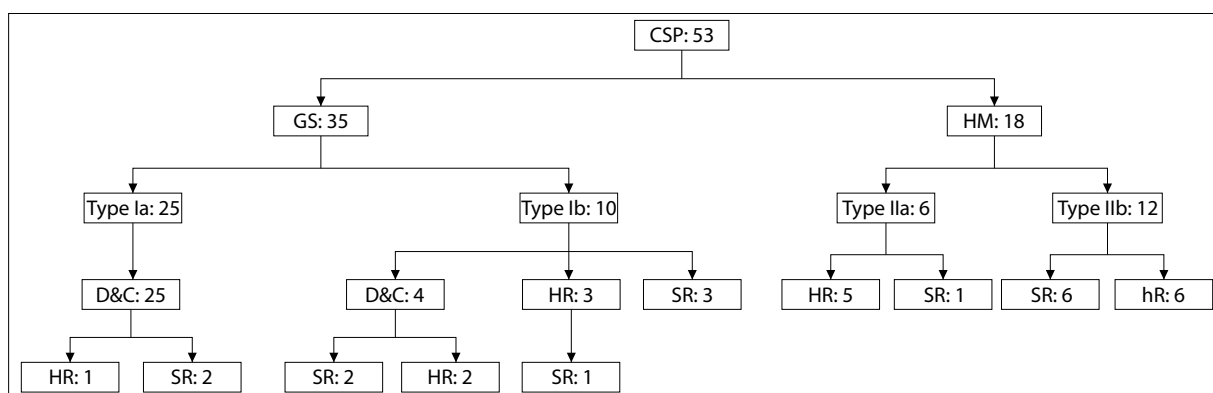 CSP: 53
GS: 35
HM: 18
Type Ia: 25
Type Ib: 10
Type IIa: 6
Type IIb: 12
D&C: 25
D&C: 4
HR: 3
SR: 3
HR: 5
SR: 1
SR: 6
hR: 6
HR: 1
SR: 2
SR: 2
HR: 2
SR: 1